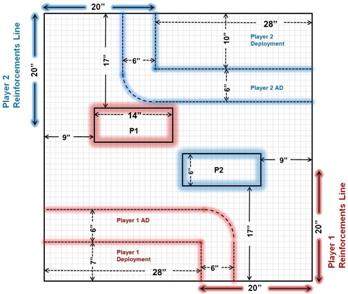 20"
28"
Player 2
Reinforcements Line
20"
17"
6"
10"
Player 2
Deployment
6"
Player 2 AD
14"
P1
9"
9"
6"
P2
Player 1 AD
6"
Player 1
Deployment
7"
28"
6"
17"
20"
Player 1
Reinforcements Line
20"